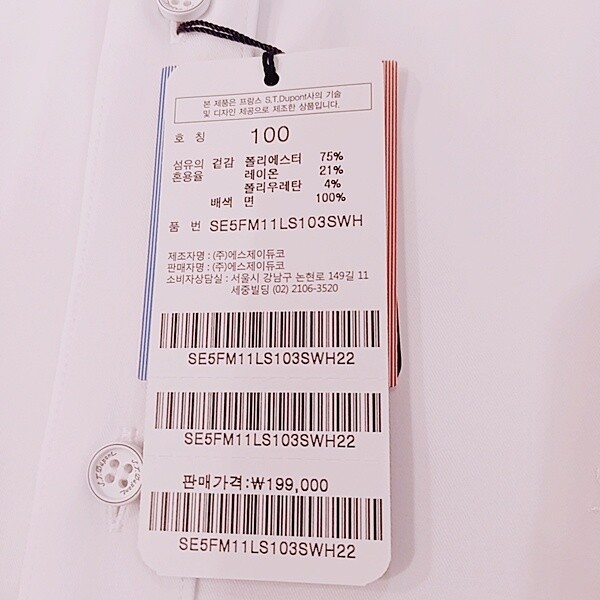 본 제품은 프랑스 S.T.Dupont사의 기술
및 디자인 제공으로 제조한 상품입니다.
호 칭 100
섬유의 혼용율 겉감 폴리에스터 75%
레이온 21%
폴리우레탄 4%
배색 면 100%
품 번 SE5FM11LS103SWH
제조자명 : (주)에스제이듀코
판매자명 : (주)에스제이듀코
소비자상담실 : 서울시 강남구 논현로 149길 11
세중빌딩 (02) 2106-3520
SE5FM11LS103SWH22
SE5FM11LS103SWH22
판매가격:₩199,000
SE5FM11LS103SWH22
S.T.Dupont
S.T.Dupont